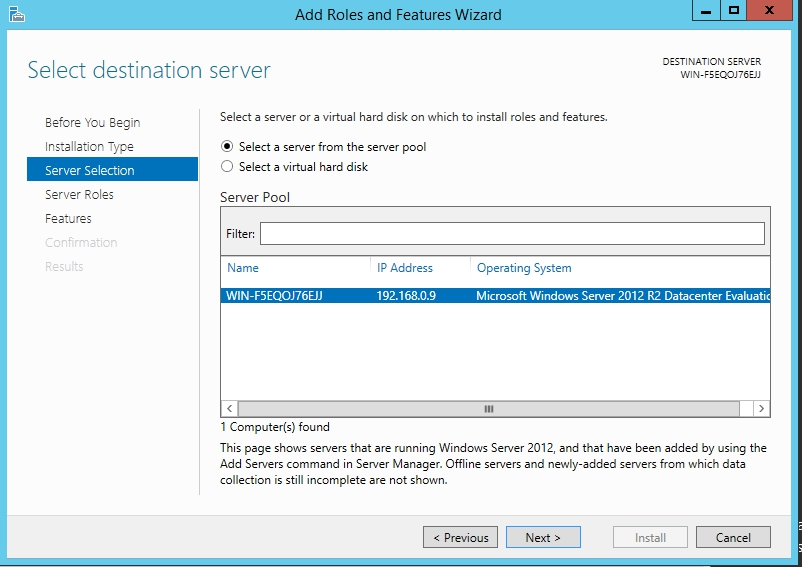 Add Roles and Features Wizard
Select destination server
DESTINATION SERVER
WIN-F5EQOJ76EJJ
Before You Begin
Installation Type
Server Selection
Server Roles
Features
Confirmation
Results
Select a server or a virtual hard disk on which to install roles and features.
Select a server from the server pool
Select a virtual hard disk
Server Pool
Filter:
Name IP Address Operating System
WIN-F5EQOJ76EJJ 192.168.0.9 Microsoft Windows Server 2012 R2 Datacenter Evaluatic
1 Computer(s) found
This page shows servers that are running Windows Server 2012, and that have been added by using the
Add Servers command in Server Manager. Offline servers and newly-added servers from which data
collection is still incomplete are not shown.
< Previous Next > Install Cancel